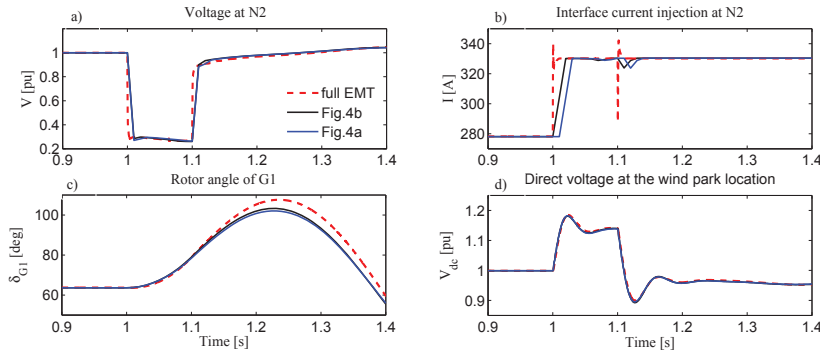 a) Voltage at N2
V [pu]
1
0.8
0.6
0.4
0.2
full EMT
Fig.4b
Fig.4a
0.9 1 1.1 1.2 1.3 1.4
b) Interface current injection at N2
I [A]
340
320
300
280
0.9 1 1.1 1.2 1.3 1.4
c) Rotor angle of G1
δG1 [deg]
100
80
60
0.9 1 1.1 1.2 1.3 1.4
Time [s]
d) Direct voltage at the wind park location
Vdc [pu]
1.2
1.1
1
0.9
0.9 1 1.1 1.2 1.3 1.4
Time [s]